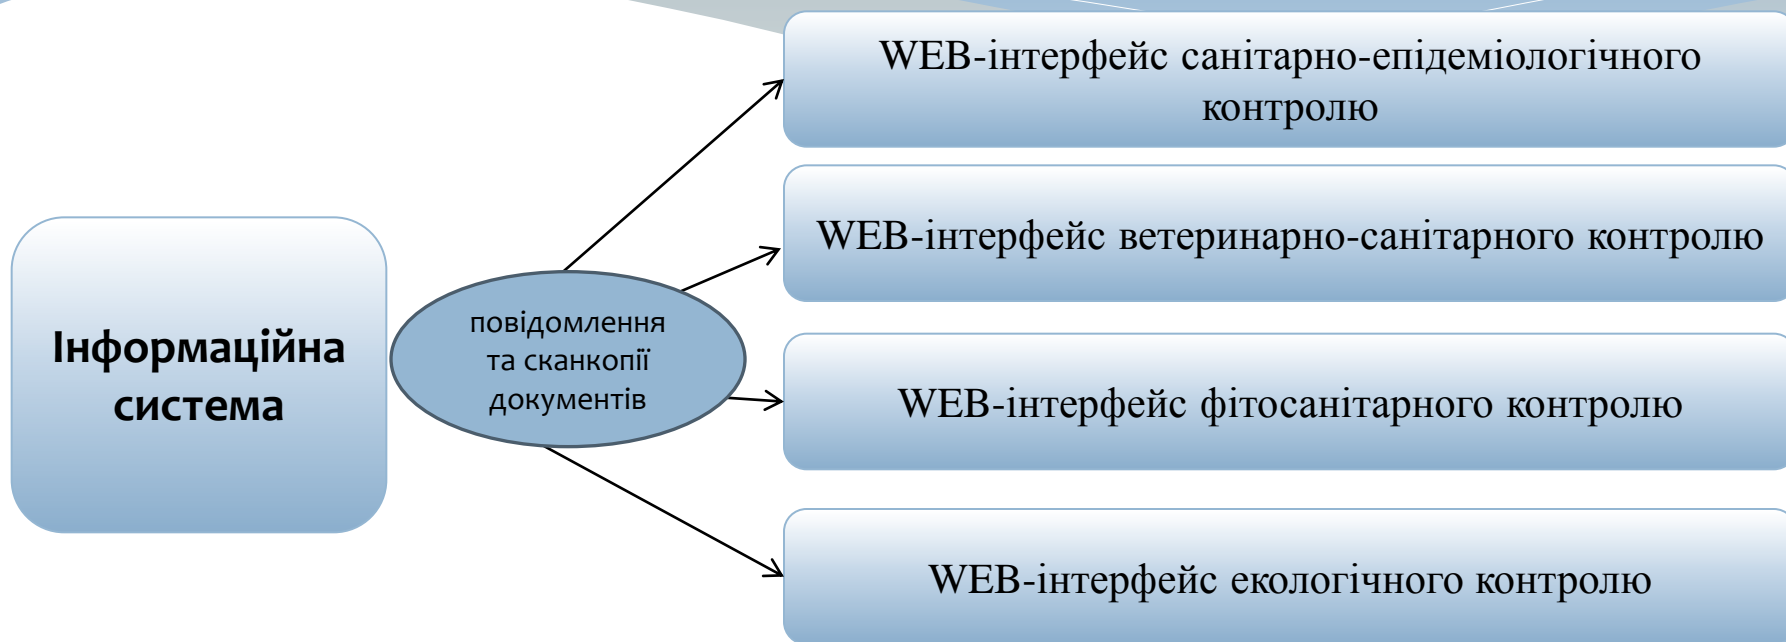 WEB-інтерфейс санітарно-епідеміологічного
контролю
WEB-інтерфейс ветеринарно-санітарного контролю
Інформаційна
система
повідомлення
та сканкопії
документів
WEB-інтерфейс фітосанітарного контролю
WEB-інтерфейс екологічного контролю